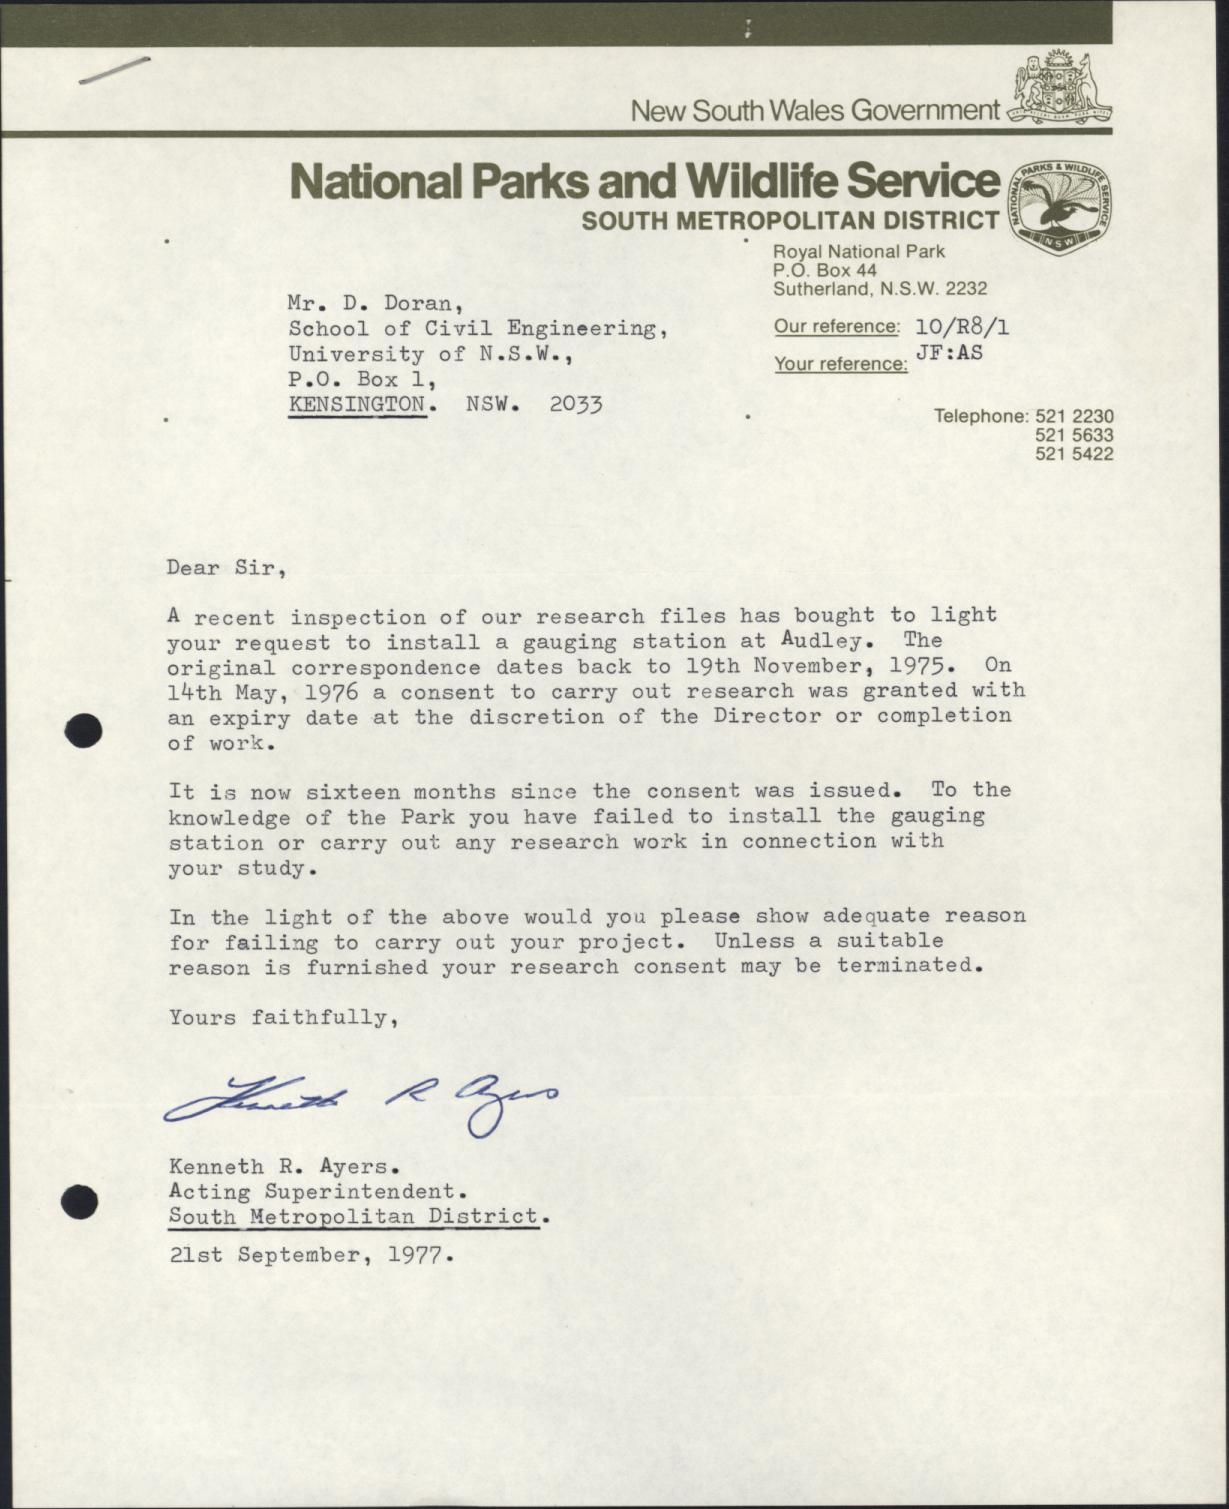 New South Wales Government
National Parks and Wildlife Service
SOUTH METROPOLITAN DISTRICT
NATIONAL PARKS & WILDLIFE SERVICE
NSW
Royal National Park
P.O. Box 44
Sutherland, N.S.W. 2232
Mr. D. Doran,
School of Civil Engineering,
University of N.S.W.,
P.O. Box 1,
KENSINGTON. NSW. 2033
Our reference: 10/R8/1
Your reference: JF:AS
Telephone: 521 2230
521 5633
521 5422
Dear Sir,
A recent inspection of our research files has bought to light
your request to install a gauging station at Audley. The
original correspondence dates back to 19th November, 1975. On
14th May, 1976 a consent to carry out research was granted with
an expiry date at the discretion of the Director or completion
of work.
It is now sixteen months since the consent was issued. To the
knowledge of the Park you have failed to install the gauging
station or carry out any research work in connection with
your study.
In the light of the above would you please show adequate reason
for failing to carry out your project. Unless a suitable
reason is furnished your research consent may be terminated.
Yours faithfully,
Kenneth R Ayers
Kenneth R. Ayers.
Acting Superintendent.
South Metropolitan District.
21st September, 1977.